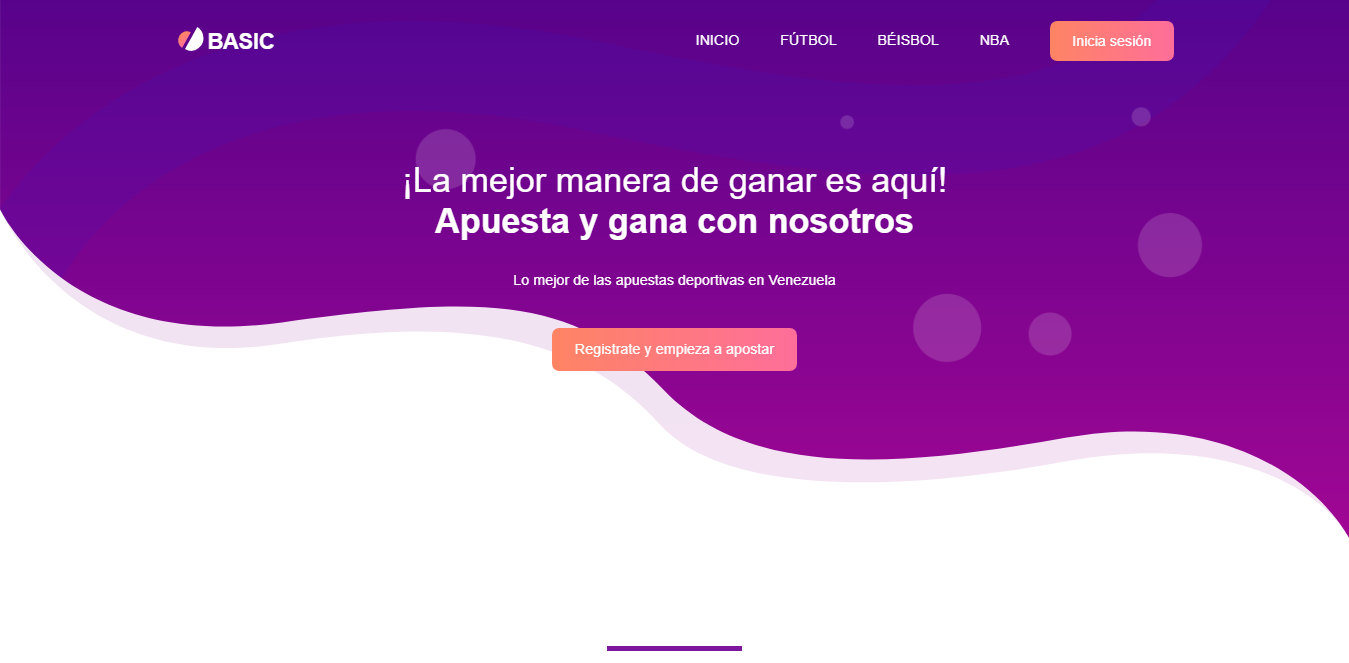 BASIC
INICIO FÚTBOL BÉISBOL NBA Inicia sesión
¡La mejor manera de ganar es aquí!
Apuesta y gana con nosotros
Lo mejor de las apuestas deportivas en Venezuela
Registrate y empieza a apostar